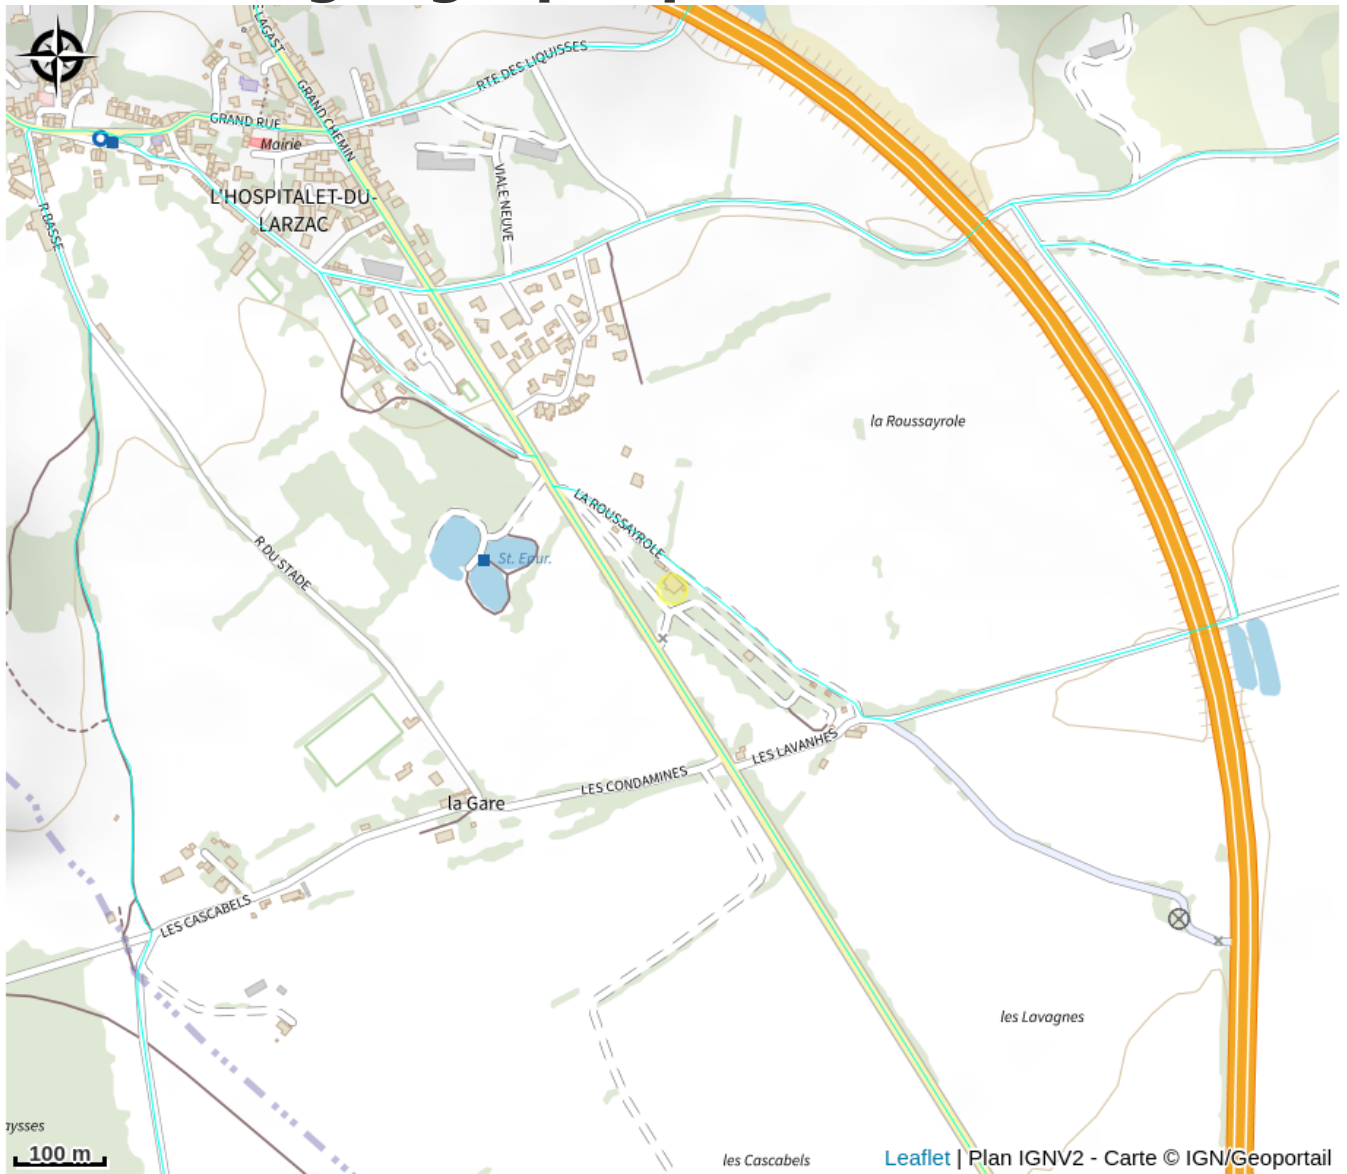 LAGAST
RTE DES LIQUISSES
GRAND CHEMIN
GRAND RUE
Mairie
VIALE NEUVE
L'HOSPITALET-DU-
LARZAC
R BASSE
la Roussayrole
LA ROUSSAYROLE
R DU STADE
St. Epur.
LES LAVANHES
LES CONDAMINES
la Gare
LES CASCABELS
les Lavagnes
aysses
100 m
les Cascabels
Leaflet | Plan IGNV2 - Carte © IGN/Geoportail